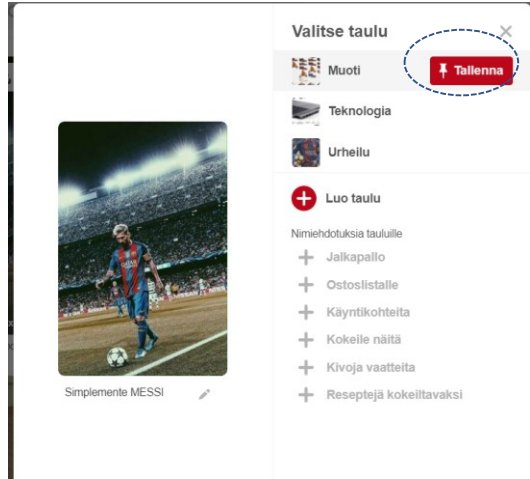 Valitse taulu
Muoti
Tallenna
Teknologia
Urheilu
Luo taulu
Nimiehdotuksia tauluille
Jalkapallo
Ostoslistalle
Käyntikohteita
Kokeile näitä
Kivoja vaatteita
Reseptejä kokeiltavaksi
Simplemente MESSI